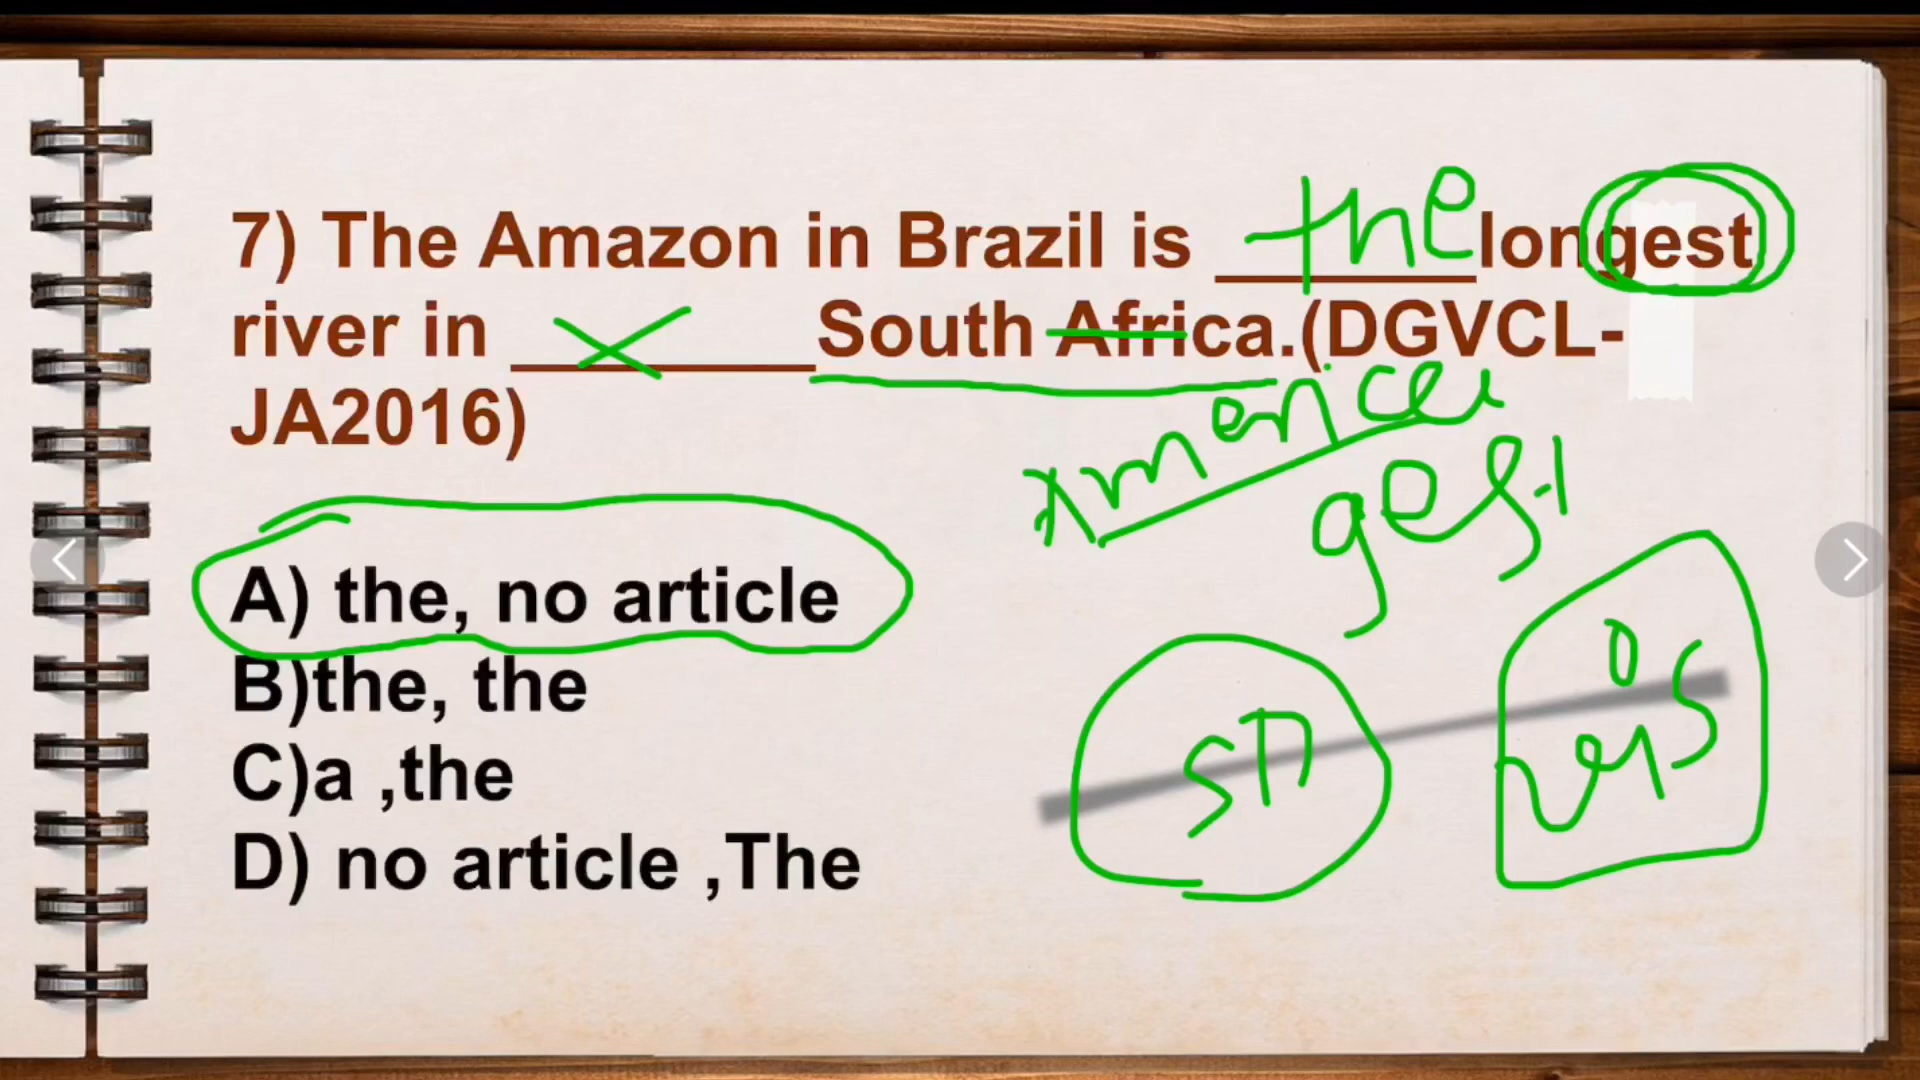 7) The Amazon in Brazil is the longest
river in ________ South Africa.(DGVCL-
JA2016)
A) the, no article
B)the, the
C)a ,the
D) no article ,The